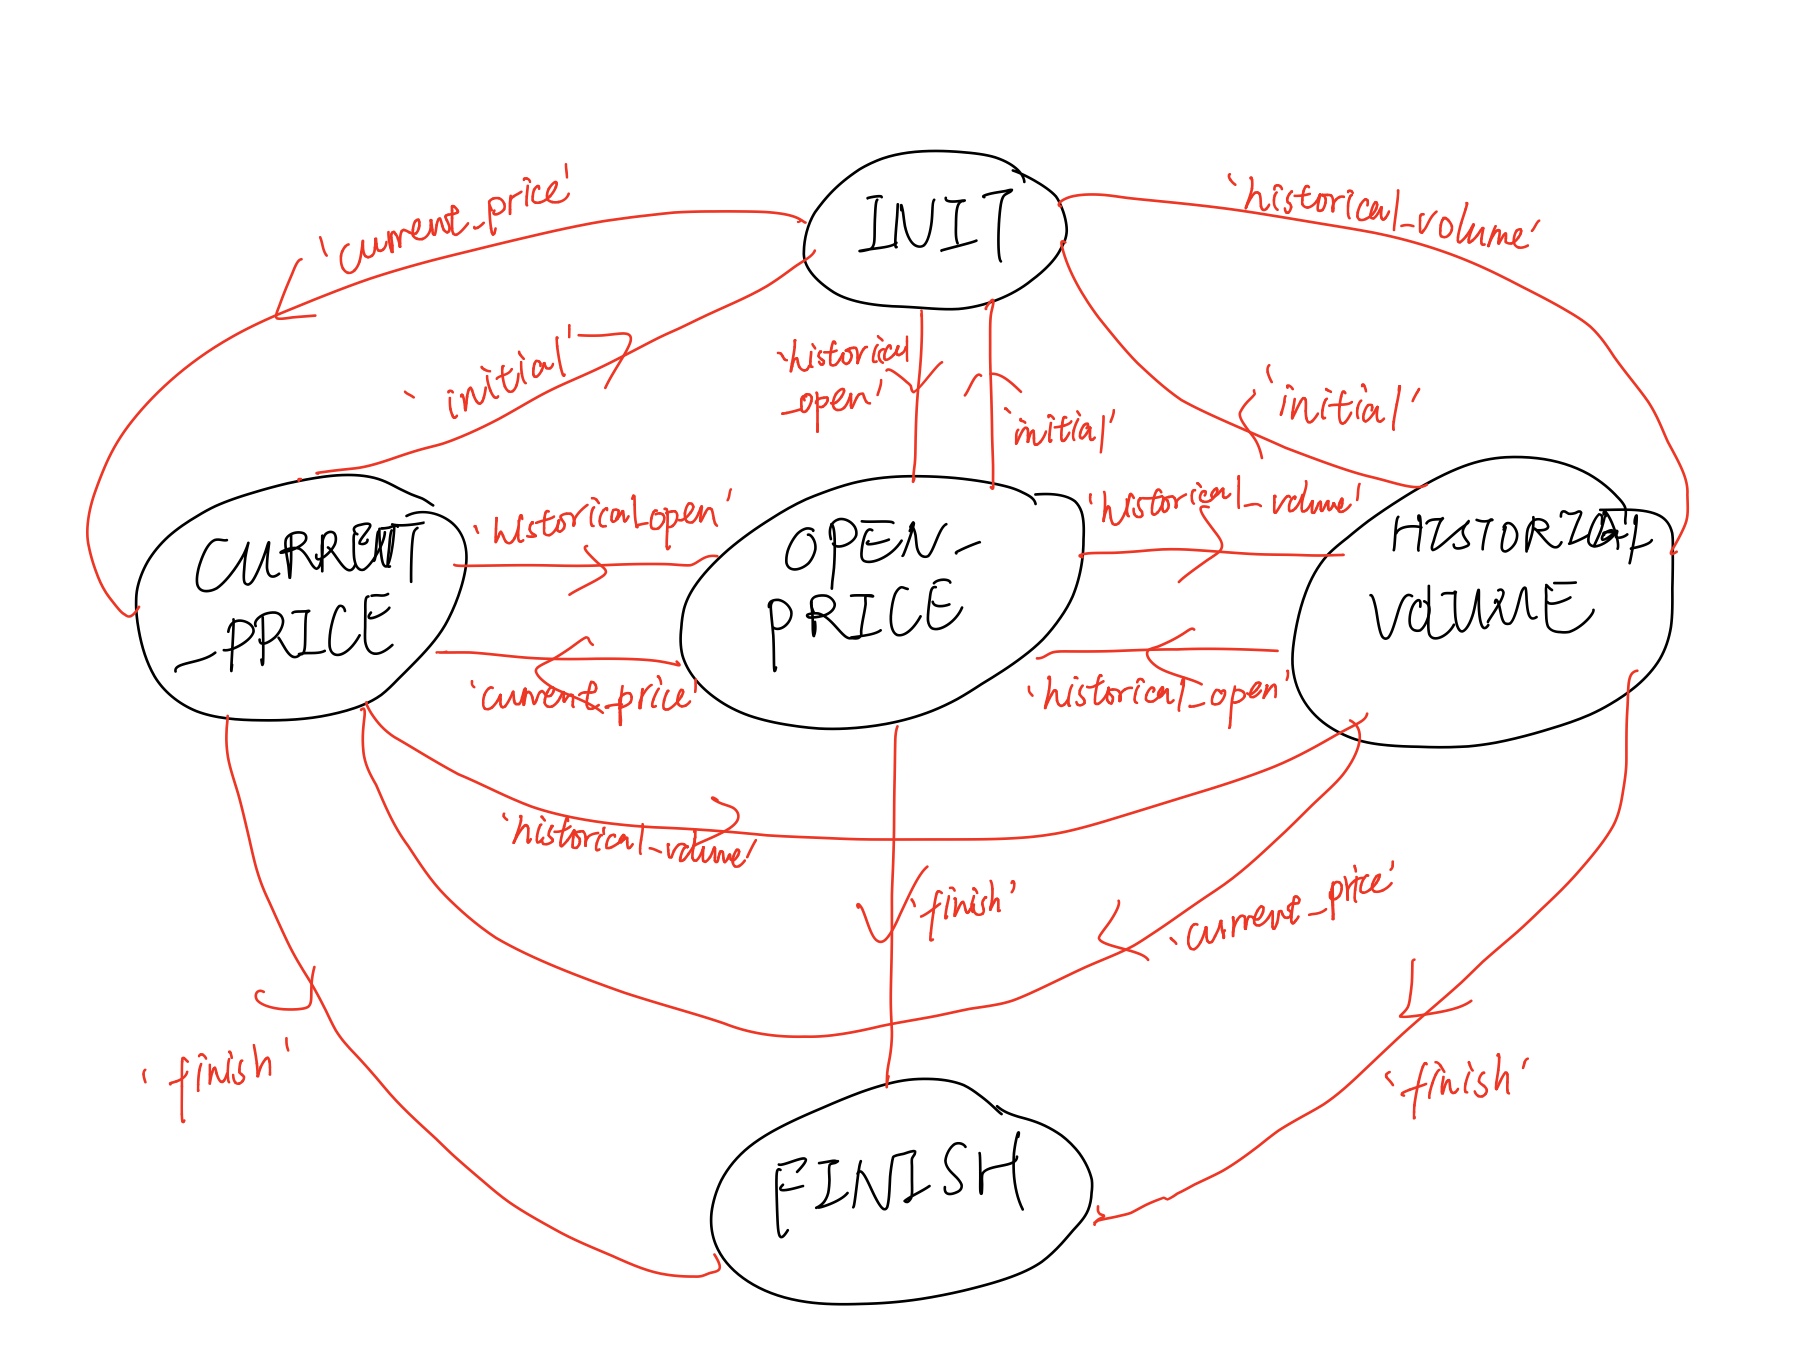 'current_price'
INIT
'historical_volume'
'initial'
'historical
_open'
'initial'
'initial'
CURRENT
_PRICE
'historical_open'
OPEN-
PRICE
'historical_volume'
HISTORICAL
VOLUME
'current_price'
'historical_open'
'historical_volume'
'finish'
'current_price'
'finish'
'finish'
FINISH